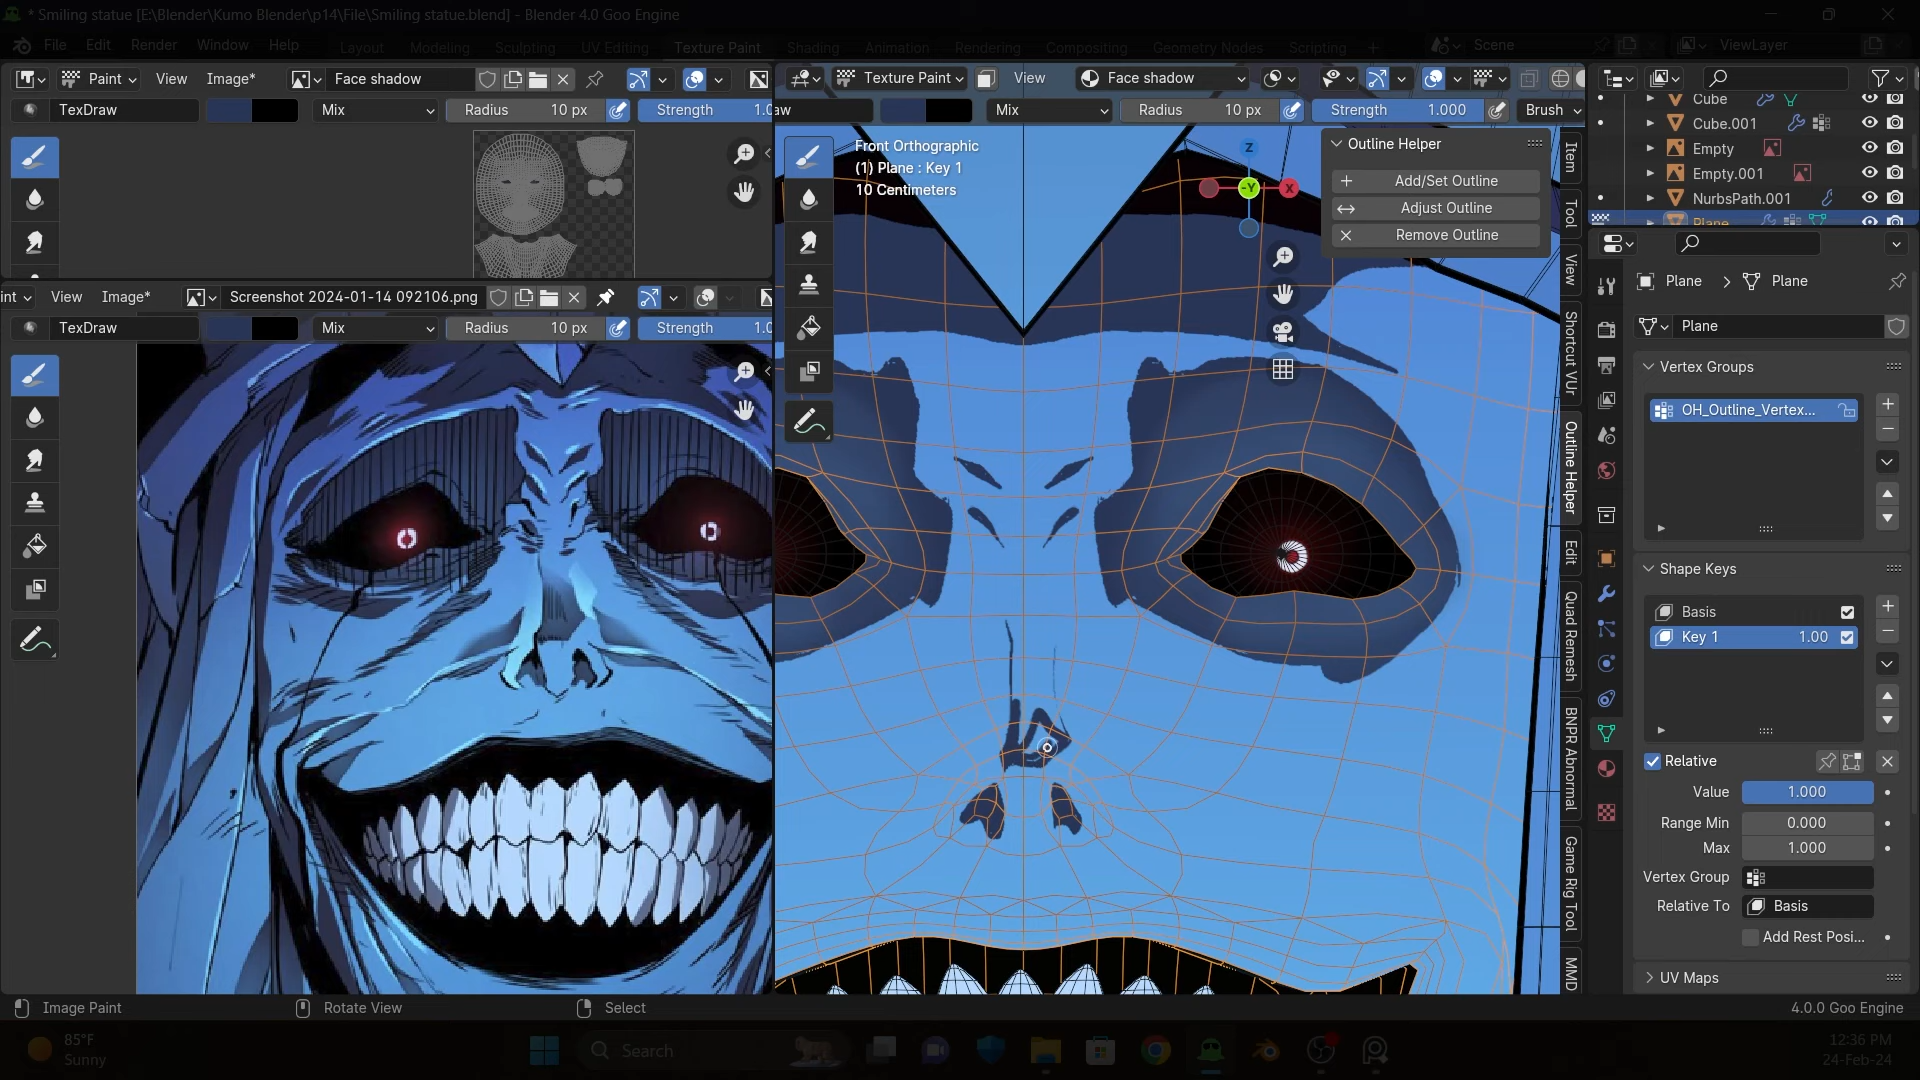 * Smiling statue [E:\Blender\Kumo Blender\p14\File\Smiling statue.blend] - Blender 4.0 Goo Engine
File Edit Render Window Help Layout Modeling Sculpting UV Editing Texture Paint Shading Animation Rendering Compositing Geometry Nodes Scripting + Scene ViewLayer
Paint View Image* Face shadow
TexDraw Mix Radius 10 px Strength 1.0
nt View Image* Screenshot 2024-01-14 092106.png
TexDraw Mix Radius 10 px Strength 1.0
Texture Paint View Face shadow
aw Mix Radius 10 px Strength 1.000 Brush
Front Orthographic
(1) Plane : Key 1
10 Centimeters
Z
-Y
X
Outline Helper
Add/Set Outline
Adjust Outline
Remove Outline
Item
Tool
View
Shortcut VUr
Outline Helper
Edit
Quad Remesh
BNPR Abnormal
Game Rig Tool
MMD
Cube
Cube.001
Empty
Empty.001
NurbsPath.001
Plane
Plane > Plane
Plane
Vertex Groups
OH_Outline_Vertex...
Shape Keys
Basis
Key 1 1.00
Relative
Value 1.000
Range Min 0.000
Max 1.000
Vertex Group
Relative To Basis
Add Rest Posi...
UV Maps
Image Paint Rotate View Select 4.0.0 Goo Engine
85°F
Sunny
Search
12:36 PM
24-Feb-24